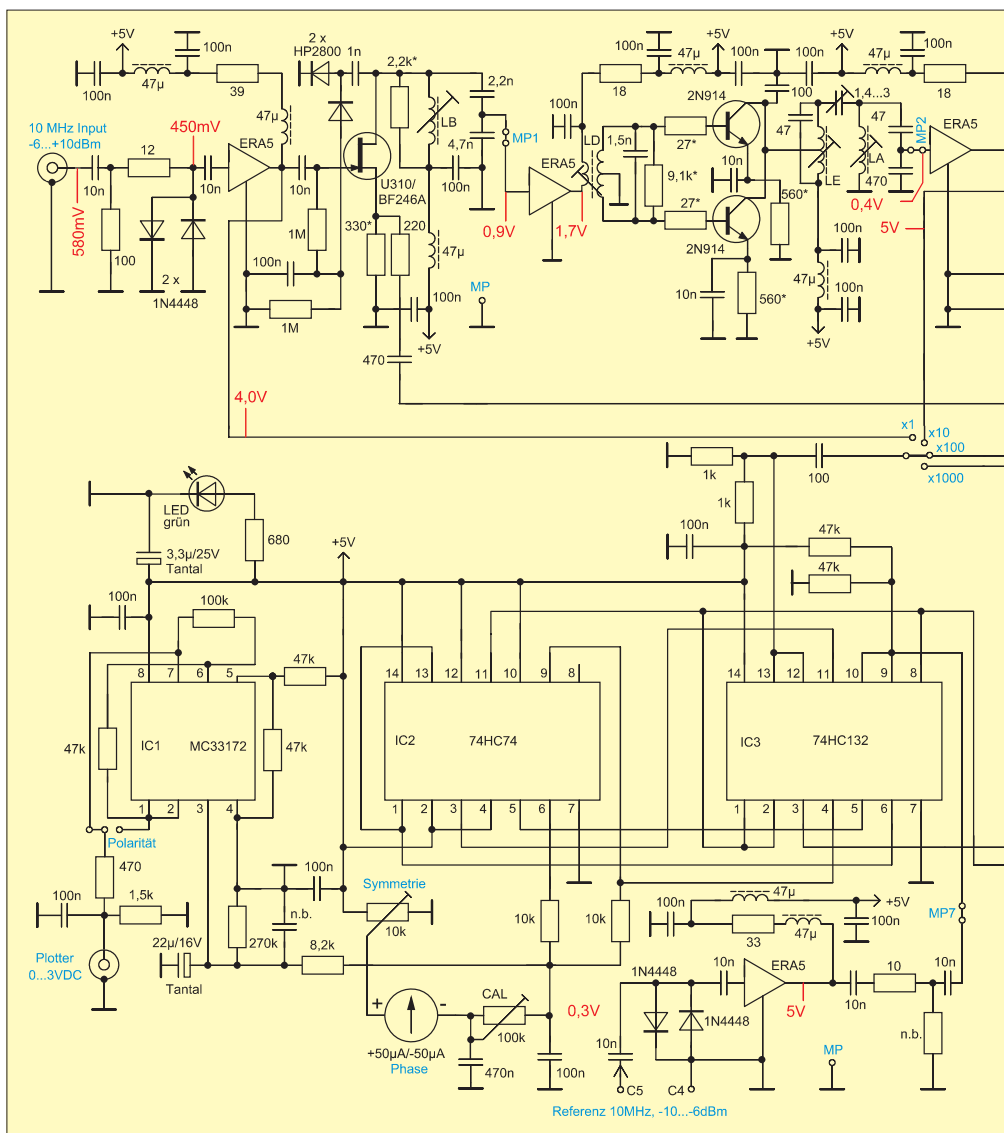 2 x
HP2800
1n
+5V
100n
47µ
100n
39
2,2k*
2,2n
LB
4,7n
MP1
100n
47µ
+5V
100n
100n
+5V
47µ
100n
18
2N914
100
1,4...3
18
10 MHz Input
-6...+10dBm
450mV
47µ
ERA5
12
10n
10n
10n
U310/
BF246A
100n
100n
ERA5
LD
1,5n
27*
10n
9,1k*
27*
47
LE
LA
47
MP2
470
ERA5
580mV
100
2 x
1N4448
1M
100n
1M
330*
220
47µ
100n
+5V
0,9V
1,7V
MP
2N914
560*
10n
560*
0,4V
5V
100n
47µ
100n
+5V
470
4,0V
x1
x10
x100
x1000
1k
100
1k
LED
grün
680
3,3µ/25V
Tantal
+5V
100n
47k
47k
100n
100k
47k
8 7 6 5
14 13 12 11 10 9 8
14 13 12 11 10 9 8
47k
IC1
MC33172
47k
IC2
74HC74
IC3
74HC132
1 2 3 4
1 2 3 4 5 6 7
1 2 3 4 5 6 7
Polarität
470
100n
1,5k
100n
n.b.
270k
Symmetrie
10k
10k
10k
100n
47µ
+5V
100n
33
47µ
MP7
Plotter
0...3VDC
22µ/16V
Tantal
8,2k
1N4448
10n
ERA5
10n
10
10n
+
-
CAL
100k
0,3V
1N4448
5V
n.b.
+50µA/-50µA
Phase
470n
100n
10n
MP
C5
C4
Referenz 10MHz, -10...-6dBm